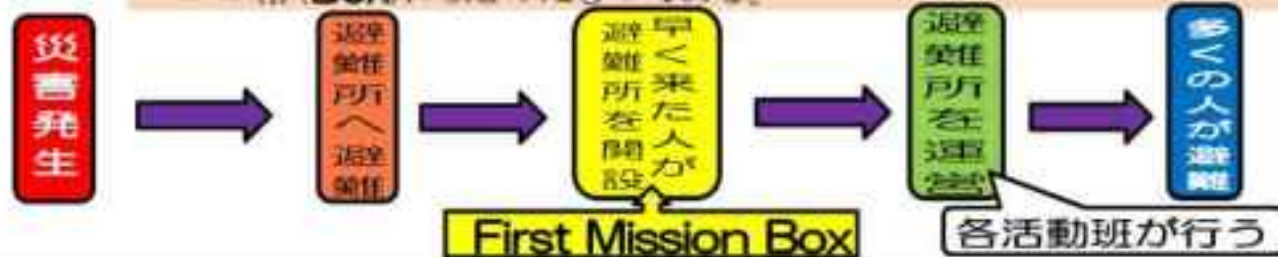 災害発生
避難所へ避難
早く来た人が
避難所を開設
避難所を運営
多くの人が避難
First Mission Box
各活動班が行う